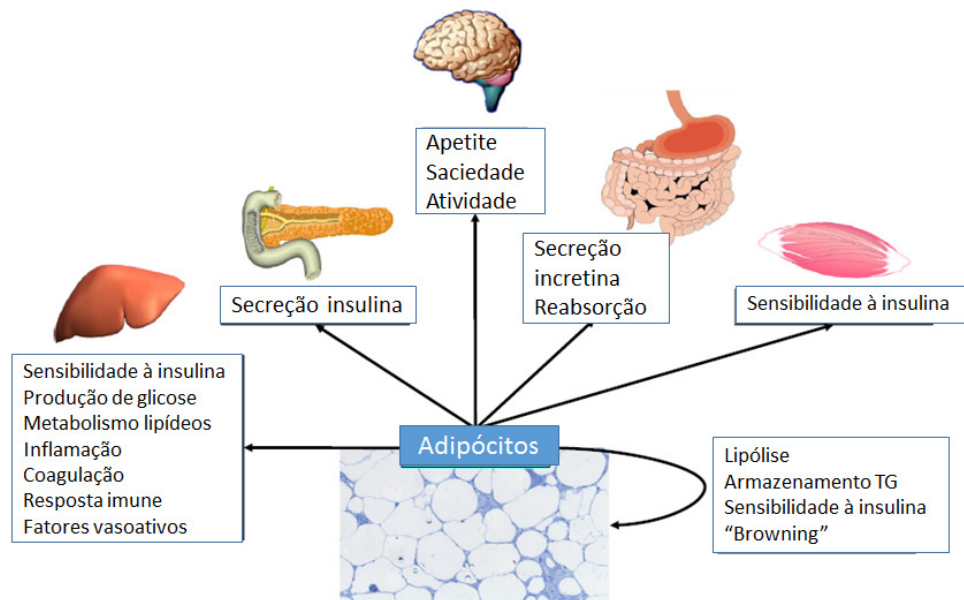 Apetite
Saciedade
Atividade
Secreção
incretina
Reabsorção
Secreção insulina
Sensibilidade à insulina
Sensibilidade à insulina
Produção de glicose
Metabolismo lipídeos
Inflamação
Coagulação
Resposta imune
Fatores vasoativos
Adipócitos
Lipólise
Armazenamento TG
Sensibilidade à insulina
“Browning”